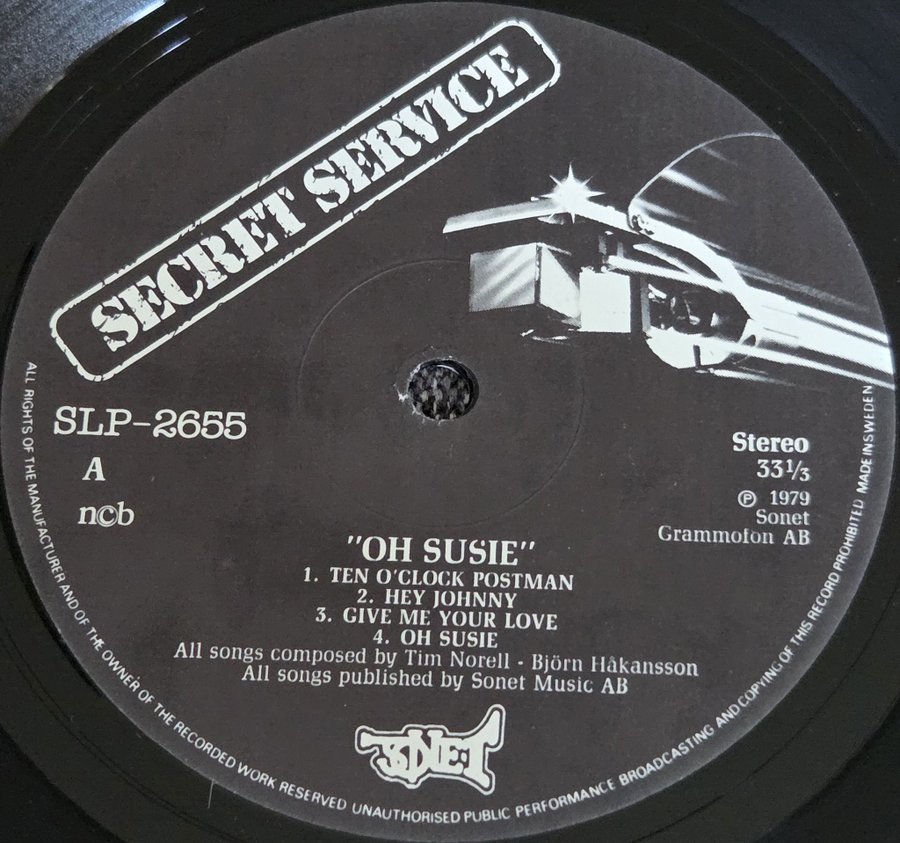 SECRET SERVICE
SLP-2655
A
n©b
Stereo
33⅓
℗ 1979
Sonet
Grammofon AB
"OH SUSIE"
1. TEN O'CLOCK POSTMAN
2. HEY JOHNNY
3. GIVE ME YOUR LOVE
4. OH SUSIE
All songs composed by Tim Norell - Björn Håkansson
All songs published by Sonet Music AB
SONET
ALL RIGHTS OF THE MANUFACTURER AND OF THE OWNER OF THE RECORDED WORK RESERVED UNAUTHORISED PUBLIC PERFORMANCE BROADCASTING AND COPYING OF THIS RECORD PROHIBITED MADE IN SWEDEN